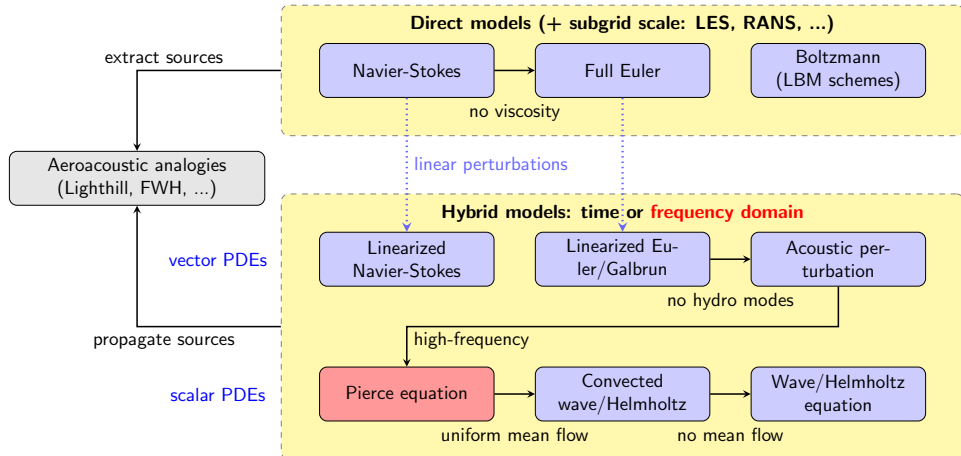 Direct models (+ subgrid scale: LES, RANS, ...)
extract sources
Navier-Stokes
Full Euler
Boltzmann
(LBM schemes)
no viscosity
Aeroacoustic analogies
(Lighthill, FWH, ...)
linear perturbations
Hybrid models: time or frequency domain
vector PDEs
Linearized
Navier-Stokes
Linearized Eu-
ler/Galbrun
Acoustic per-
turbation
no hydro modes
propagate sources
high-frequency
scalar PDEs
Pierce equation
Convected
wave/Helmholtz
Wave/Helmholtz
equation
uniform mean flow
no mean flow